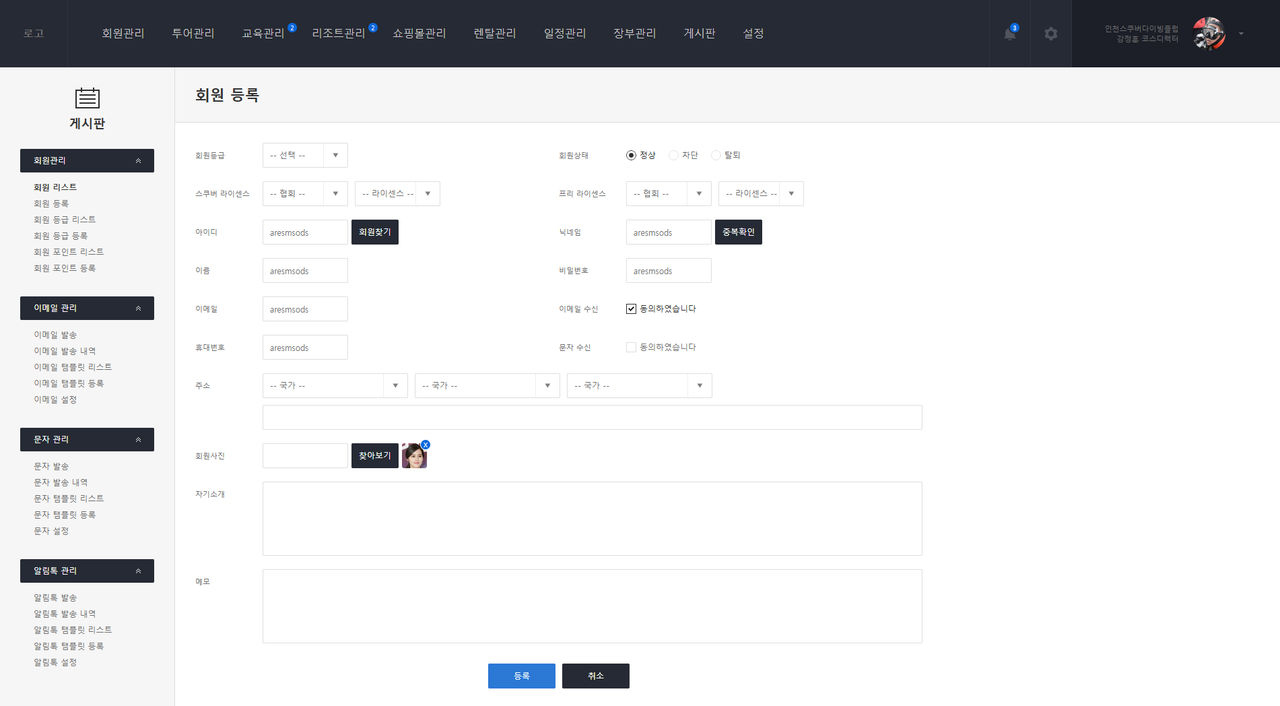 로고
회원관리 투어관리 교육관리 2 리조트관리 2 쇼핑몰관리 렌탈관리 일정관리 장부관리 게시판 설정
3
인천스쿠버다이빙클럽
강정훈 코스디렉터
게시판
회원관리
회원 리스트
회원 등록
회원 등급 리스트
회원 등급 등록
회원 포인트 리스트
회원 포인트 등록
이메일 관리
이메일 발송
이메일 발송 내역
이메일 탬플릿 리스트
이메일 탬플릿 등록
이메일 설정
문자 관리
문자 발송
문자 발송 내역
문자 탬플릿 리스트
문자 탬플릿 등록
문자 설정
알림톡 관리
알림톡 발송
알림톡 발송 내역
알림톡 탬플릿 리스트
알림톡 탬플릿 등록
알림톡 설정
회원 등록
회원등급 -- 선택 -- 회원상태 정상 차단 탈퇴
스쿠버 라이센스 -- 협회 -- -- 라이센스 -- 프리 라이센스 -- 협회 -- -- 라이센스 --
아이디 aresmsods 회원찾기 닉네임 aresmsods 중복확인
이름 aresmsods 비밀번호 aresmsods
이메일 aresmsods 이메일 수신 동의하였습니다
휴대번호 aresmsods 문자 수신 동의하였습니다
주소 -- 국가 -- -- 국가 -- -- 국가 --
회원사진 찾아보기 X
자기소개
메모
등록 취소